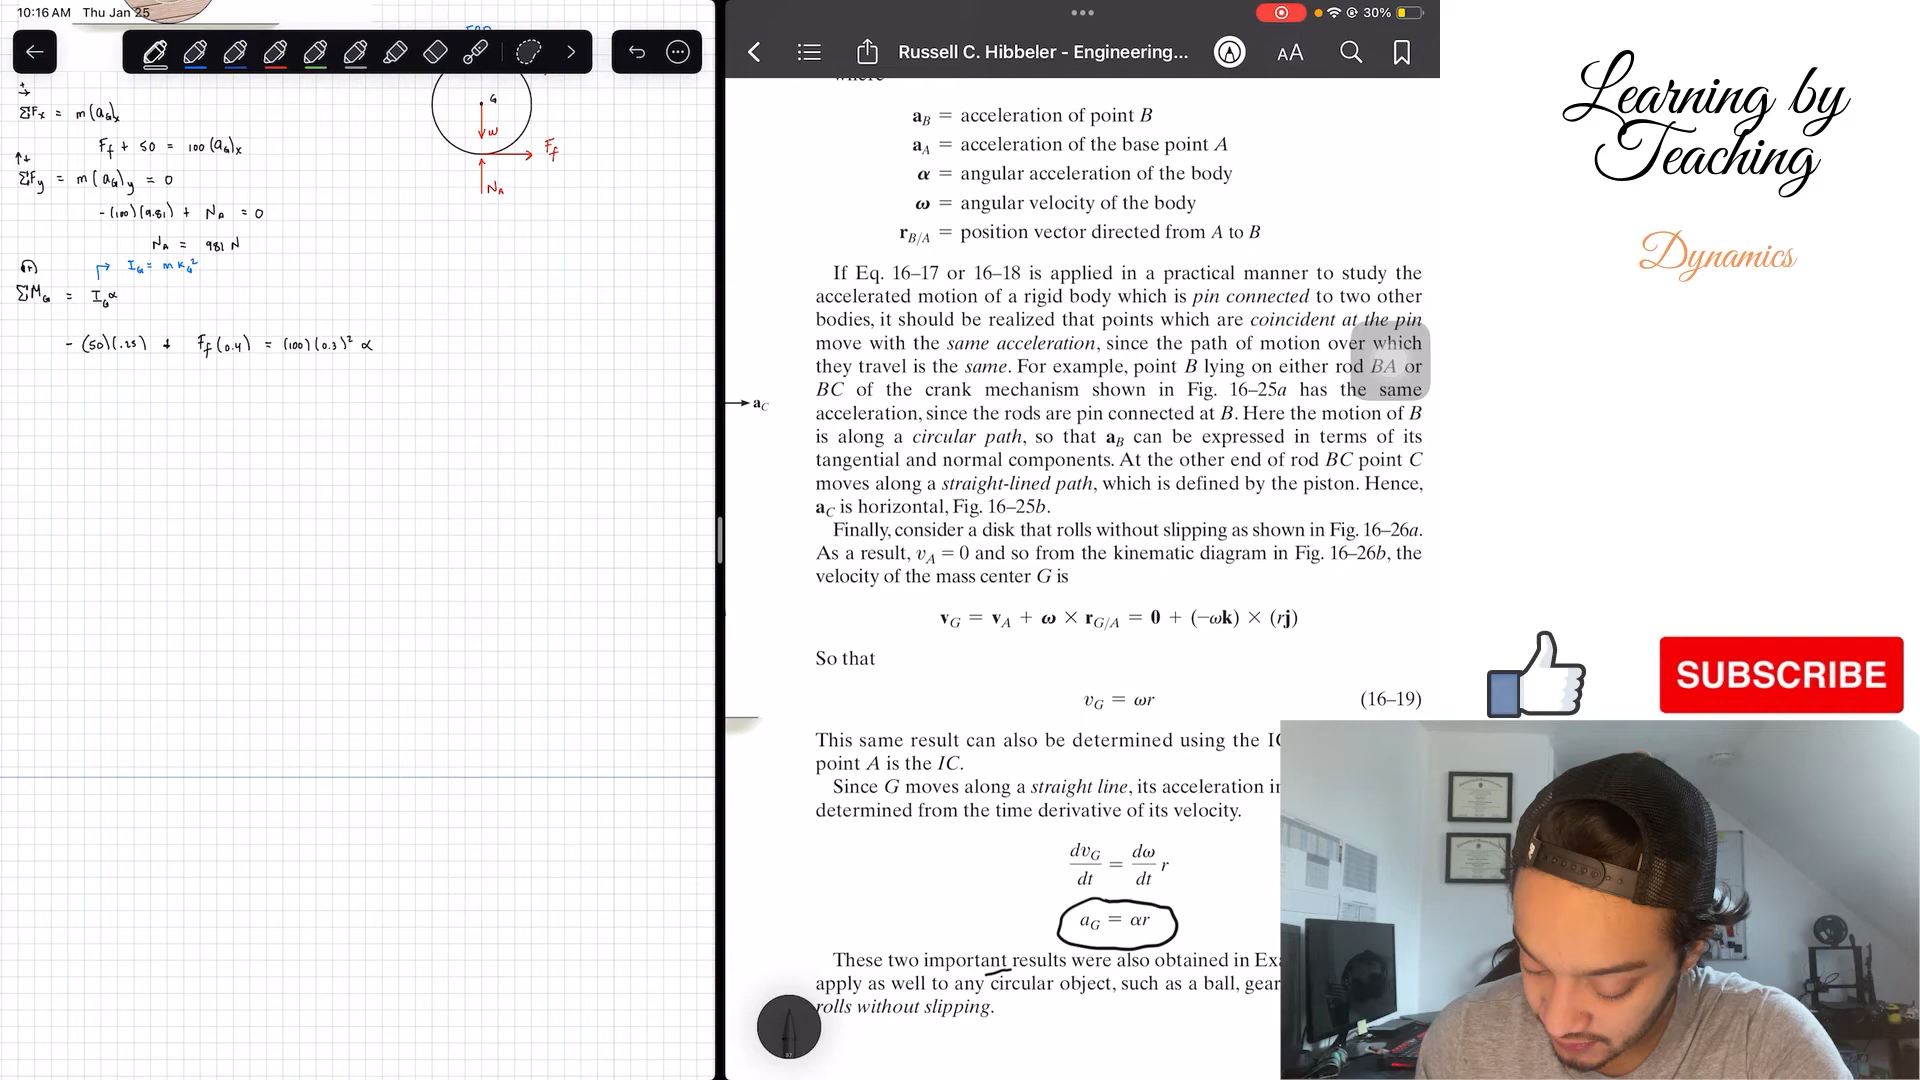 10:16 AM Thu Jan 25
ΣFx = m(aG)x
Ff + 50 = 100(aG)x
ΣFy = m(aG)y = 0
-(100)(9.81) + NA = 0
NA = 981 N
IG = m kG²
ΣMG = IGα
- (50)(.25) + Ff(0.4) = (100)(0.3)² α
G
W
Ff
NA
30%
Russell C. Hibbeler - Engineering...
AA
where
aB = acceleration of point B
aA = acceleration of the base point A
α = angular acceleration of the body
ω = angular velocity of the body
rB/A = position vector directed from A to B
If Eq. 16–17 or 16–18 is applied in a practical manner to study the
accelerated motion of a rigid body which is pin connected to two other
bodies, it should be realized that points which are coincident at the pin
move with the same acceleration, since the path of motion over which
they travel is the same. For example, point B lying on either rod BA or
BC of the crank mechanism shown in Fig. 16–25a has the same
acceleration, since the rods are pin connected at B. Here the motion of B
is along a circular path, so that aB can be expressed in terms of its
tangential and normal components. At the other end of rod BC point C
moves along a straight-lined path, which is defined by the piston. Hence,
aC is horizontal, Fig. 16–25b.
aC
Finally, consider a disk that rolls without slipping as shown in Fig. 16–26a.
As a result, vA = 0 and so from the kinematic diagram in Fig. 16–26b, the
velocity of the mass center G is
vG = vA + ω × rG/A = 0 + (−ωk) × (rj)
So that
vG = ωr (16–19)
This same result can also be determined using the IC
point A is the IC.
Since G moves along a straight line, its acceleration in
determined from the time derivative of its velocity.
dvG/dt = dω/dt r
aG = αr
These two important results were also obtained in Exa
apply as well to any circular object, such as a ball, gear
rolls without slipping.
57
Learning by
Teaching
Dynamics
SUBSCRIBE